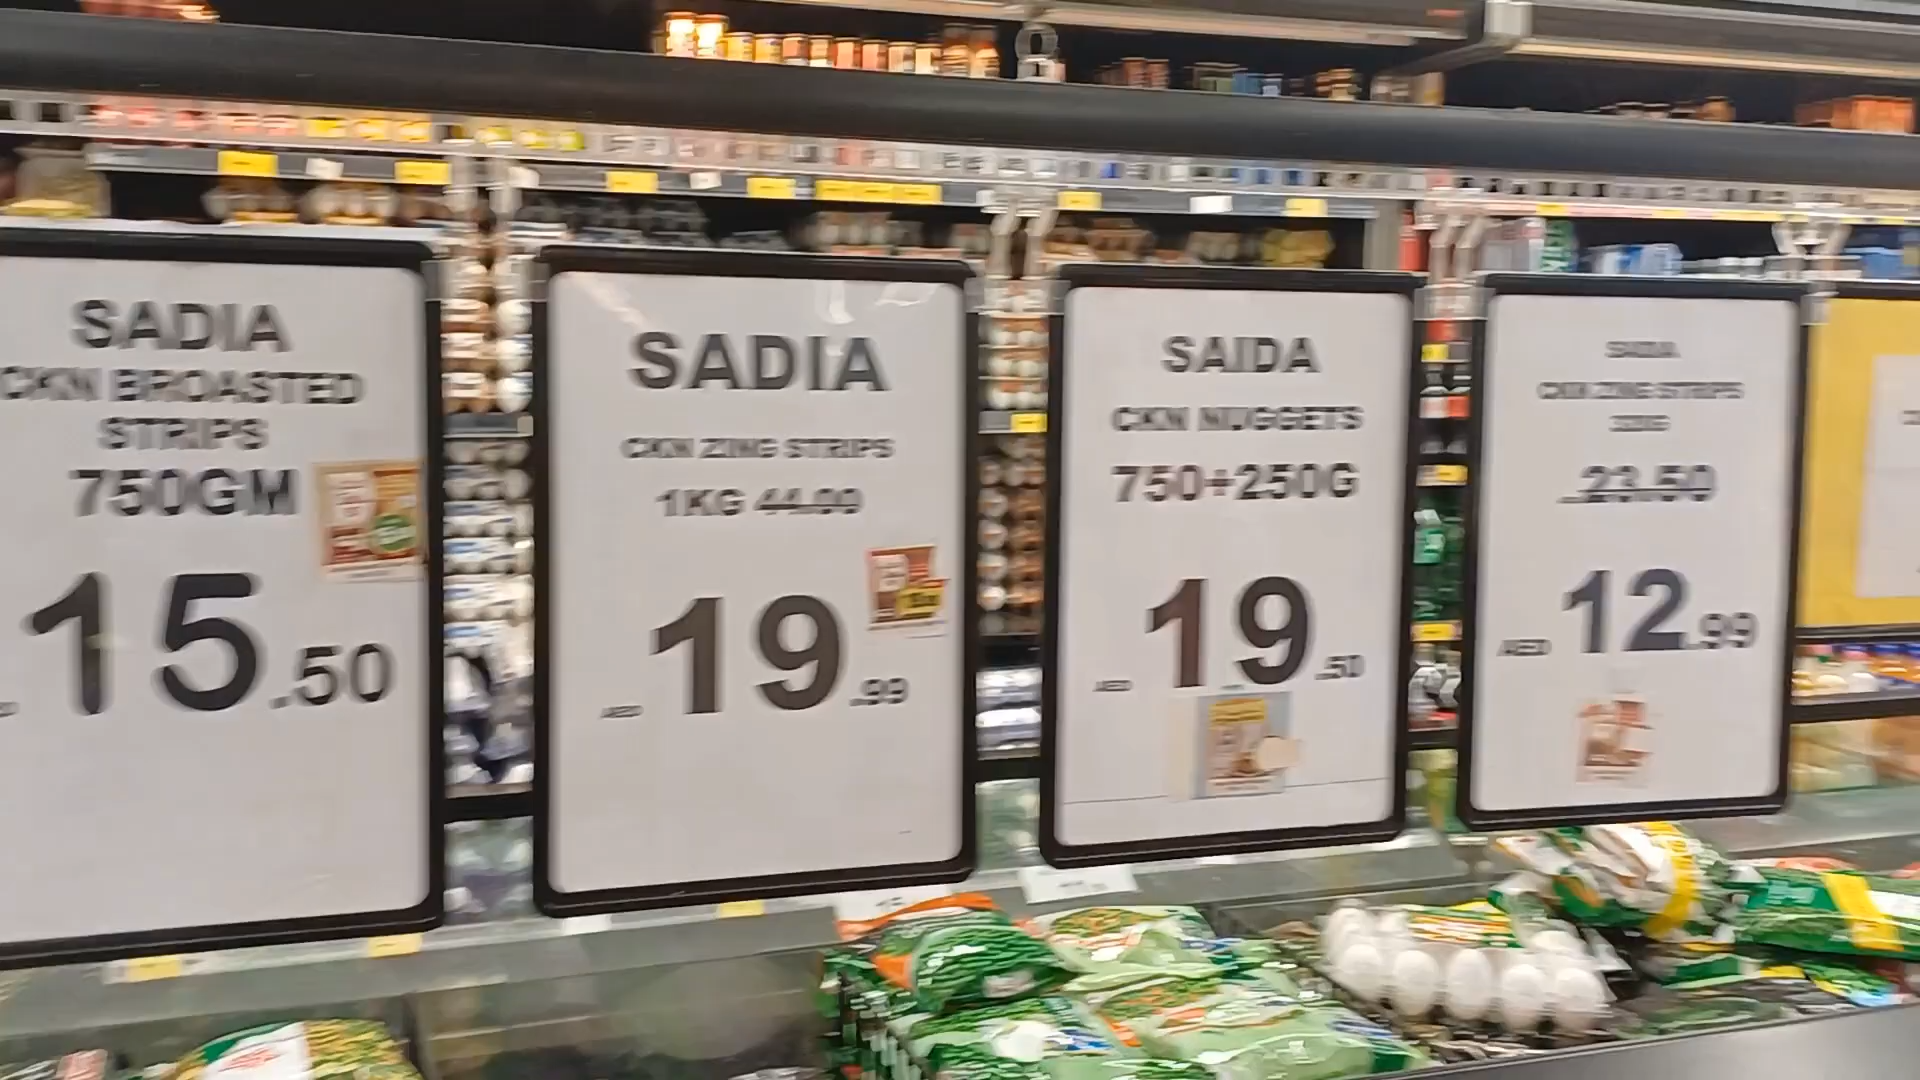 SADIA
CKN BROASTED
STRIPS
750GM
15.50
SADIA
CKN ZING STRIPS
1KG 44.00
AED 19.99
SAIDA
CKN NUGGETS
750+250G
AED 19.50
SADIA
CKN ZING STRIPS
23.50
AED 12.99